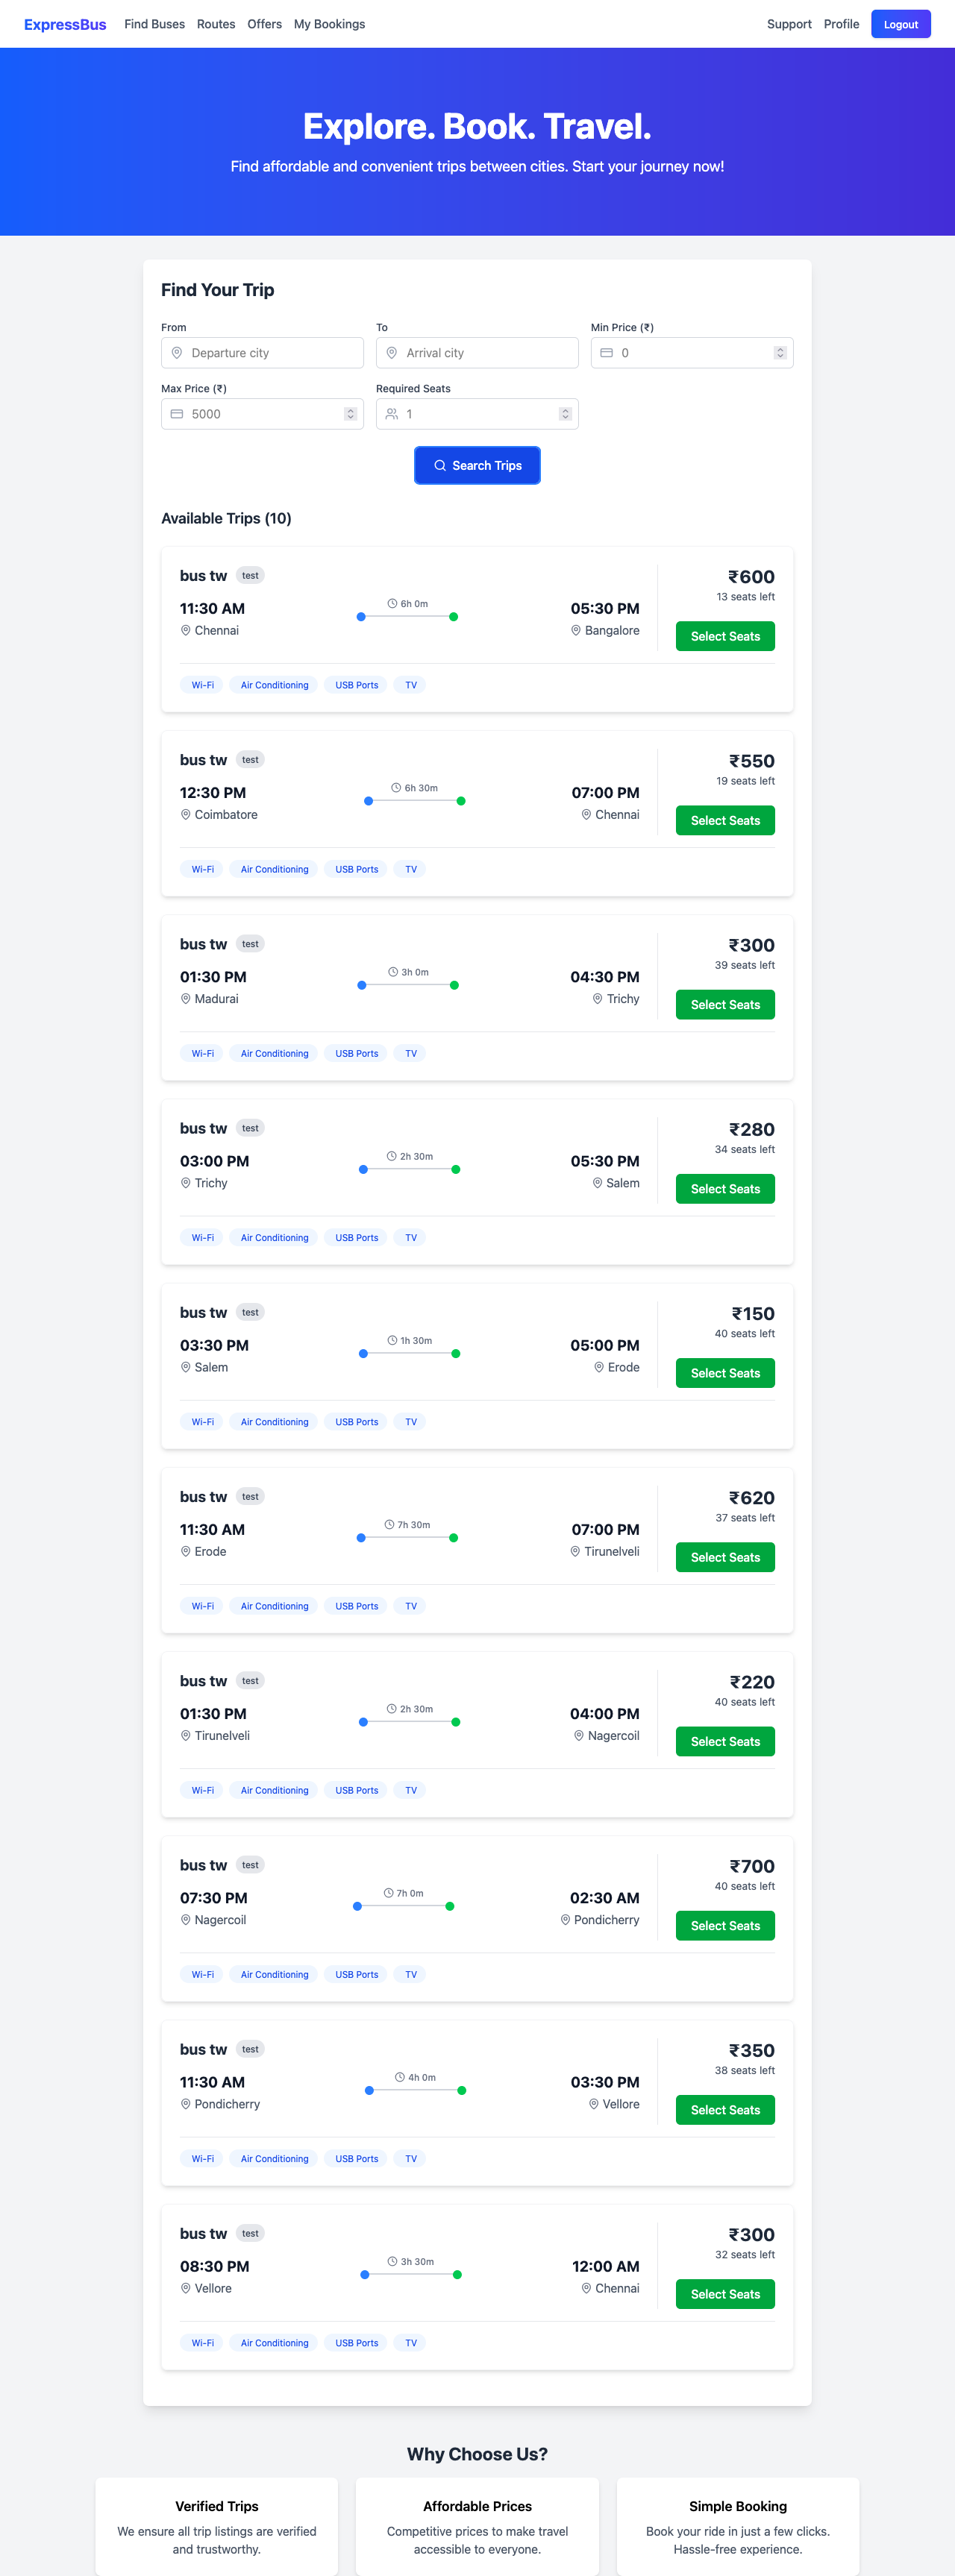 ExpressBus Find Buses Routes Offers My Bookings Support Profile Logout
Explore. Book. Travel.
Find affordable and convenient trips between cities. Start your journey now!
Find Your Trip
From To Min Price (₹)
Departure city Arrival city 0
Max Price (₹) Required Seats
5000 1
Search Trips
Available Trips (10)
bus tw test ₹600
13 seats left
11:30 AM 6h 0m 05:30 PM
Chennai Bangalore Select Seats
Wi-Fi Air Conditioning USB Ports TV
bus tw test ₹550
19 seats left
12:30 PM 6h 30m 07:00 PM
Coimbatore Chennai Select Seats
Wi-Fi Air Conditioning USB Ports TV
bus tw test ₹300
39 seats left
01:30 PM 3h 0m 04:30 PM
Madurai Trichy Select Seats
Wi-Fi Air Conditioning USB Ports TV
bus tw test ₹280
34 seats left
03:00 PM 2h 30m 05:30 PM
Trichy Salem Select Seats
Wi-Fi Air Conditioning USB Ports TV
bus tw test ₹150
40 seats left
03:30 PM 1h 30m 05:00 PM
Salem Erode Select Seats
Wi-Fi Air Conditioning USB Ports TV
bus tw test ₹620
37 seats left
11:30 AM 7h 30m 07:00 PM
Erode Tirunelveli Select Seats
Wi-Fi Air Conditioning USB Ports TV
bus tw test ₹220
40 seats left
01:30 PM 2h 30m 04:00 PM
Tirunelveli Nagercoil Select Seats
Wi-Fi Air Conditioning USB Ports TV
bus tw test ₹700
40 seats left
07:30 PM 7h 0m 02:30 AM
Nagercoil Pondicherry Select Seats
Wi-Fi Air Conditioning USB Ports TV
bus tw test ₹350
38 seats left
11:30 AM 4h 0m 03:30 PM
Pondicherry Vellore Select Seats
Wi-Fi Air Conditioning USB Ports TV
bus tw test ₹300
32 seats left
08:30 PM 3h 30m 12:00 AM
Vellore Chennai Select Seats
Wi-Fi Air Conditioning USB Ports TV
Why Choose Us?
Verified Trips
We ensure all trip listings are verified
and trustworthy.
Affordable Prices
Competitive prices to make travel
accessible to everyone.
Simple Booking
Book your ride in just a few clicks.
Hassle-free experience.